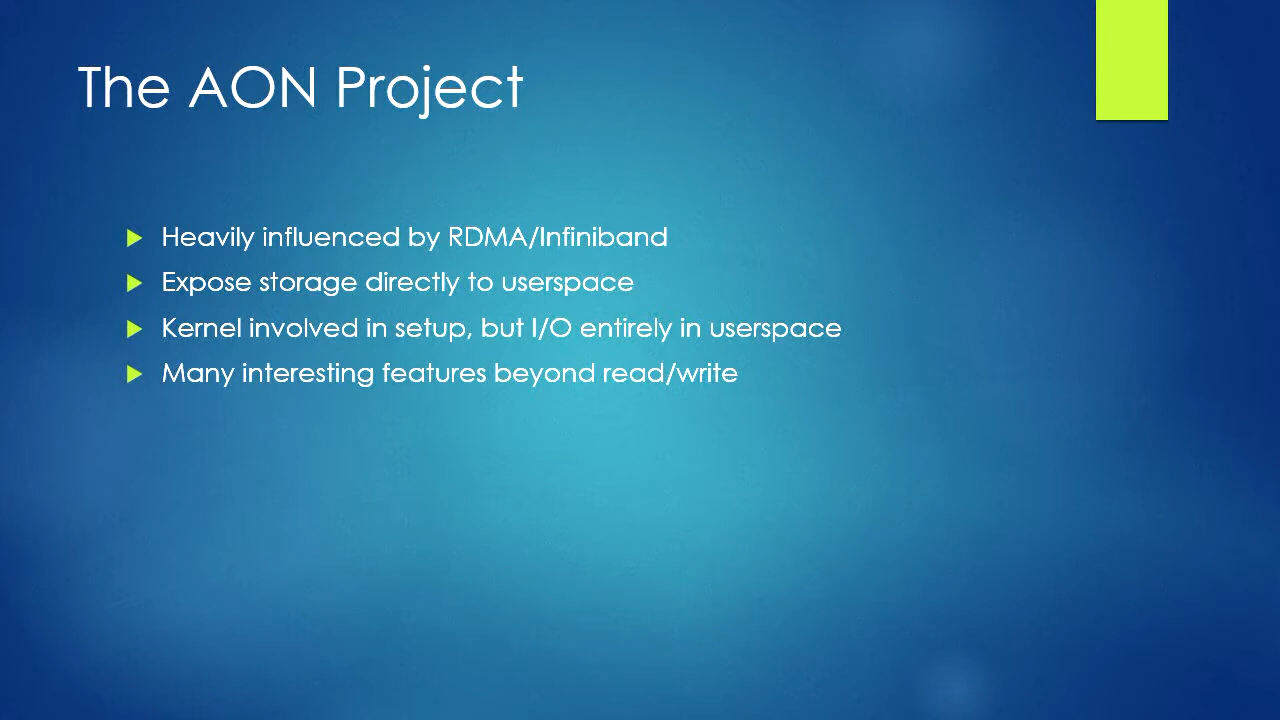 The AON Project
Heavily influenced by RDMA/Infiniband
Expose storage directly to userspace
Kernel involved in setup, but I/O entirely in userspace
Many interesting features beyond read/write